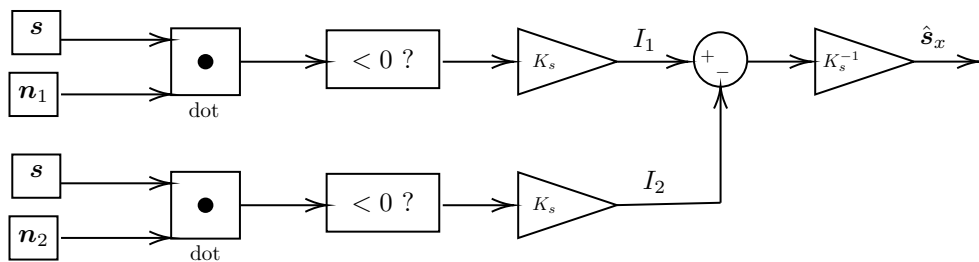 s
n₁
dot
< 0 ?
Kₛ
I₁
+
−
Kₛ⁻¹
ŝₓ
s
n₂
dot
< 0 ?
Kₛ
I₂